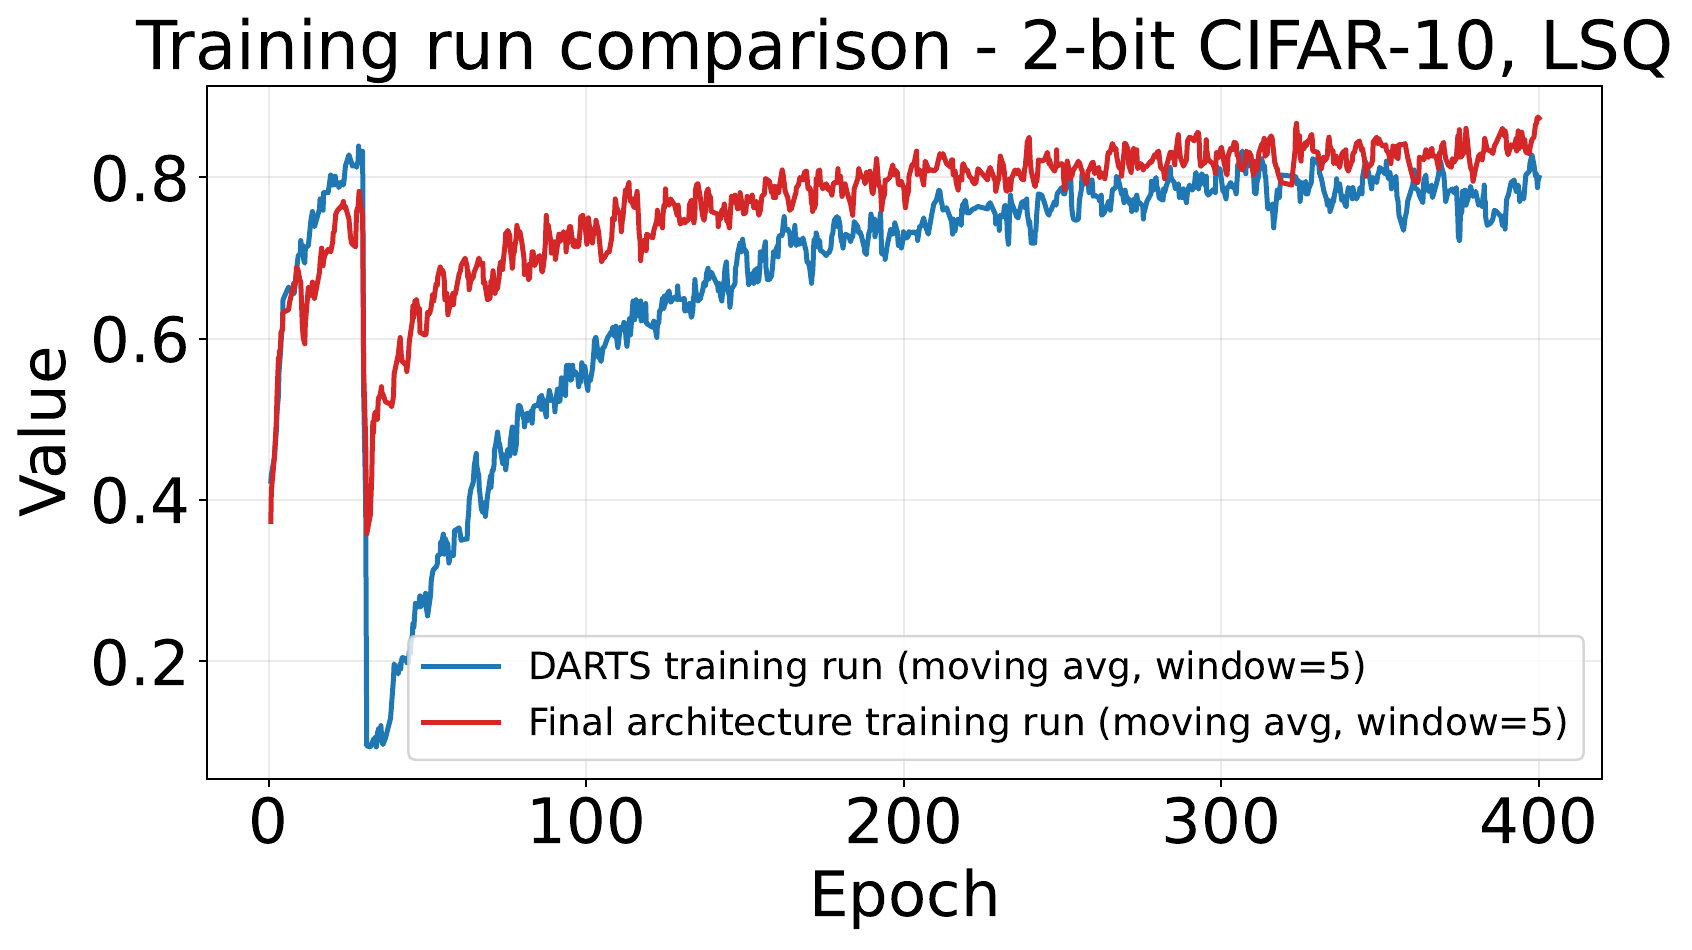 Training run comparison - 2-bit CIFAR-10, LSQ
Value
0.8
0.6
0.4
0.2
DARTS training run (moving avg, window=5)
Final architecture training run (moving avg, window=5)
0 100 200 300 400
Epoch